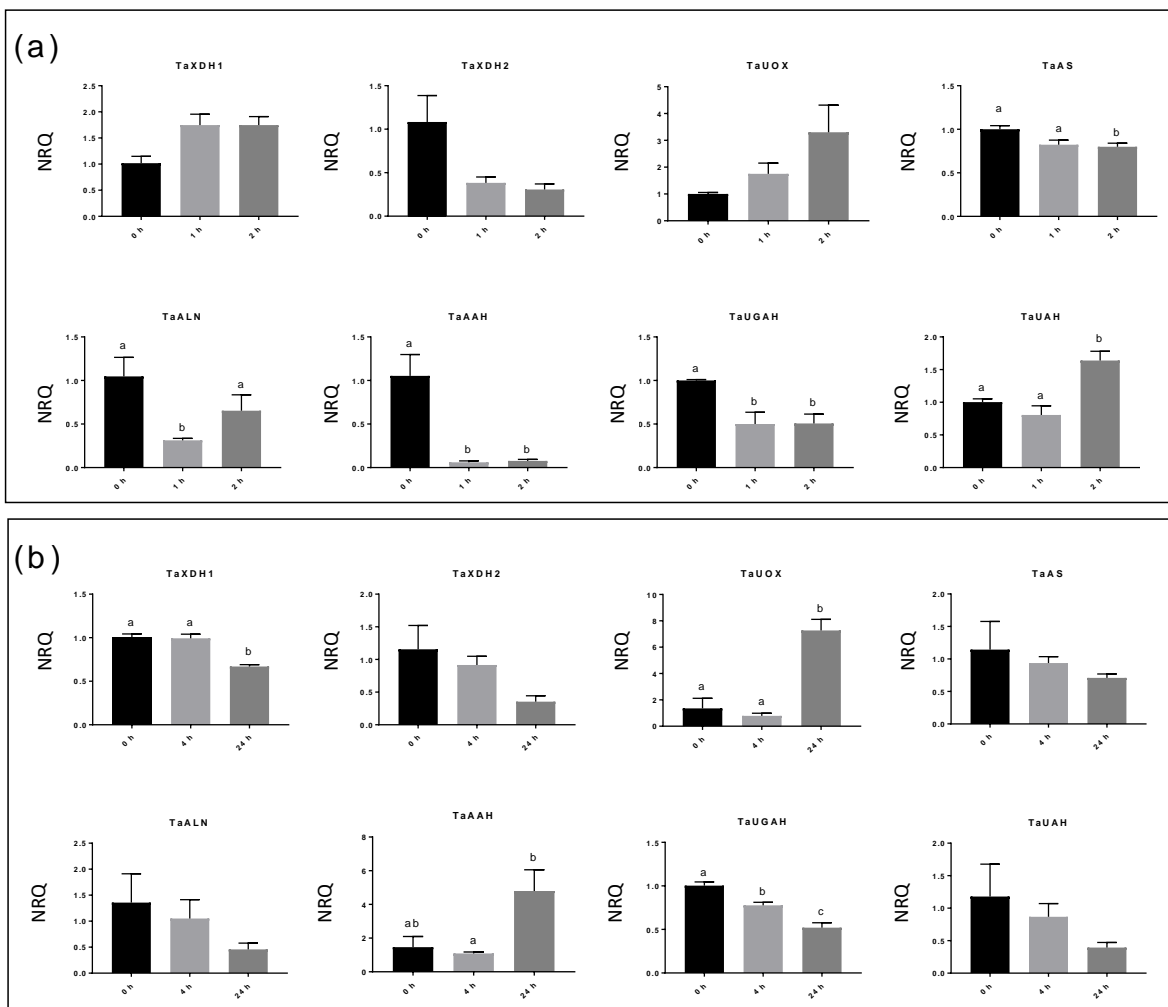 (a)
TaXDH1
NRQ
2.5
2.0
1.5
1.0
0.5
0.0
0 h
1 h
2 h
TaXDH2
NRQ
1.5
1.0
0.5
0.0
0 h
1 h
2 h
TaUOX
NRQ
5
4
3
2
1
0
0 h
1 h
2 h
TaAS
NRQ
1.5
1.0
0.5
0.0
a
a
b
0 h
1 h
2 h
TaALN
NRQ
1.5
1.0
0.5
0.0
a
b
a
0 h
1 h
2 h
TaAAH
NRQ
1.5
1.0
0.5
0.0
a
b
b
0 h
1 h
2 h
TaUGAH
NRQ
1.5
1.0
0.5
0.0
a
b
b
0 h
1 h
2 h
TaUAH
NRQ
2.0
1.5
1.0
0.5
0.0
a
a
b
0 h
1 h
2 h
(b)
TaXDH1
NRQ
1.5
1.0
0.5
0.0
a
a
b
0 h
4 h
24 h
TaXDH2
NRQ
2.0
1.5
1.0
0.5
0.0
0 h
4 h
24 h
TaUOX
NRQ
10
8
6
4
2
0
a
a
b
0 h
4 h
24 h
TaAS
NRQ
2.0
1.5
1.0
0.5
0.0
0 h
4 h
24 h
TaALN
NRQ
2.5
2.0
1.5
1.0
0.5
0.0
0 h
4 h
24 h
TaAAH
NRQ
8
6
4
2
0
ab
a
b
0 h
4 h
24 h
TaUGAH
NRQ
1.5
1.0
0.5
0.0
a
b
c
0 h
4 h
24 h
TaUAH
NRQ
2.0
1.5
1.0
0.5
0.0
0 h
4 h
24 h